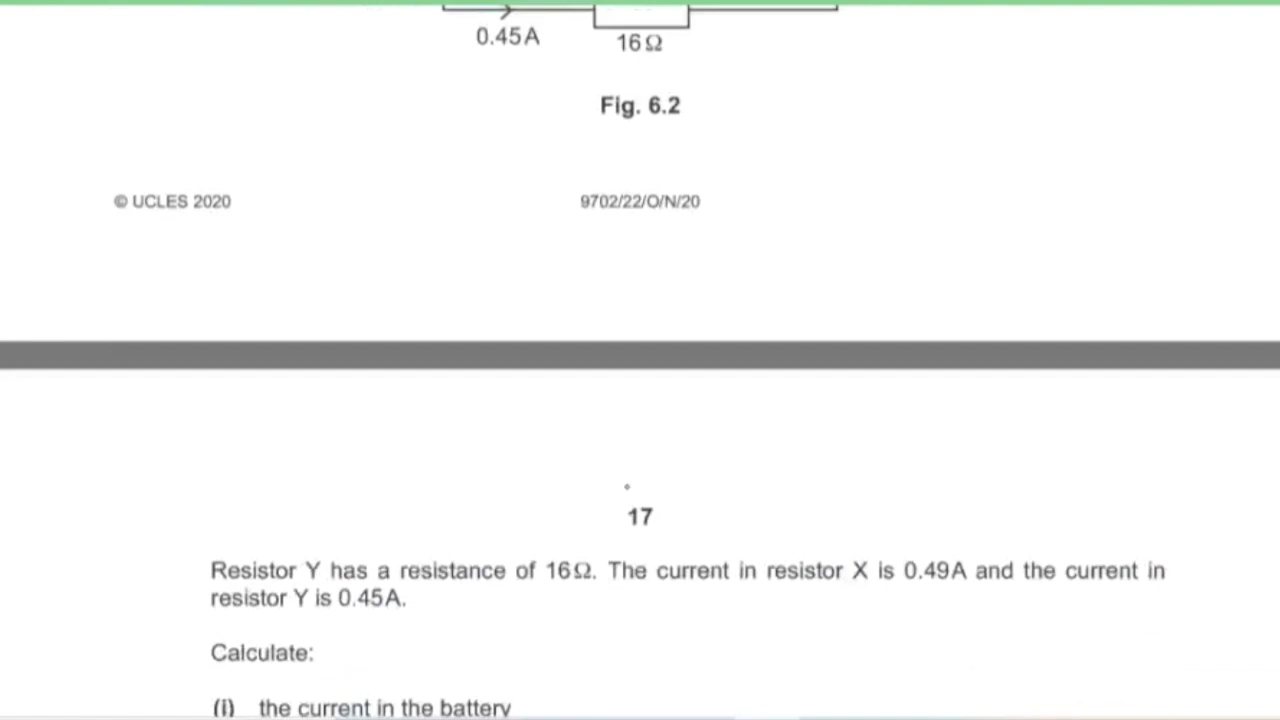 0.45A
16Ω
Fig. 6.2
© UCLES 2020
9702/22/O/N/20
17
Resistor Y has a resistance of 16Ω. The current in resistor X is 0.49A and the current in
resistor Y is 0.45A.
Calculate:
(i) the current in the battery